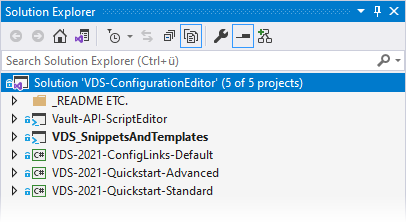 Solution Explorer
Search Solution Explorer (Ctrl+ü)
Solution 'VDS-ConfigurationEditor' (5 of 5 projects)
_README ETC.
Vault-API-ScriptEditor
VDS_SnippetsAndTemplates
C# VDS-2021-ConfigLinks-Default
C# VDS-2021-Quickstart-Advanced
C# VDS-2021-Quickstart-Standard